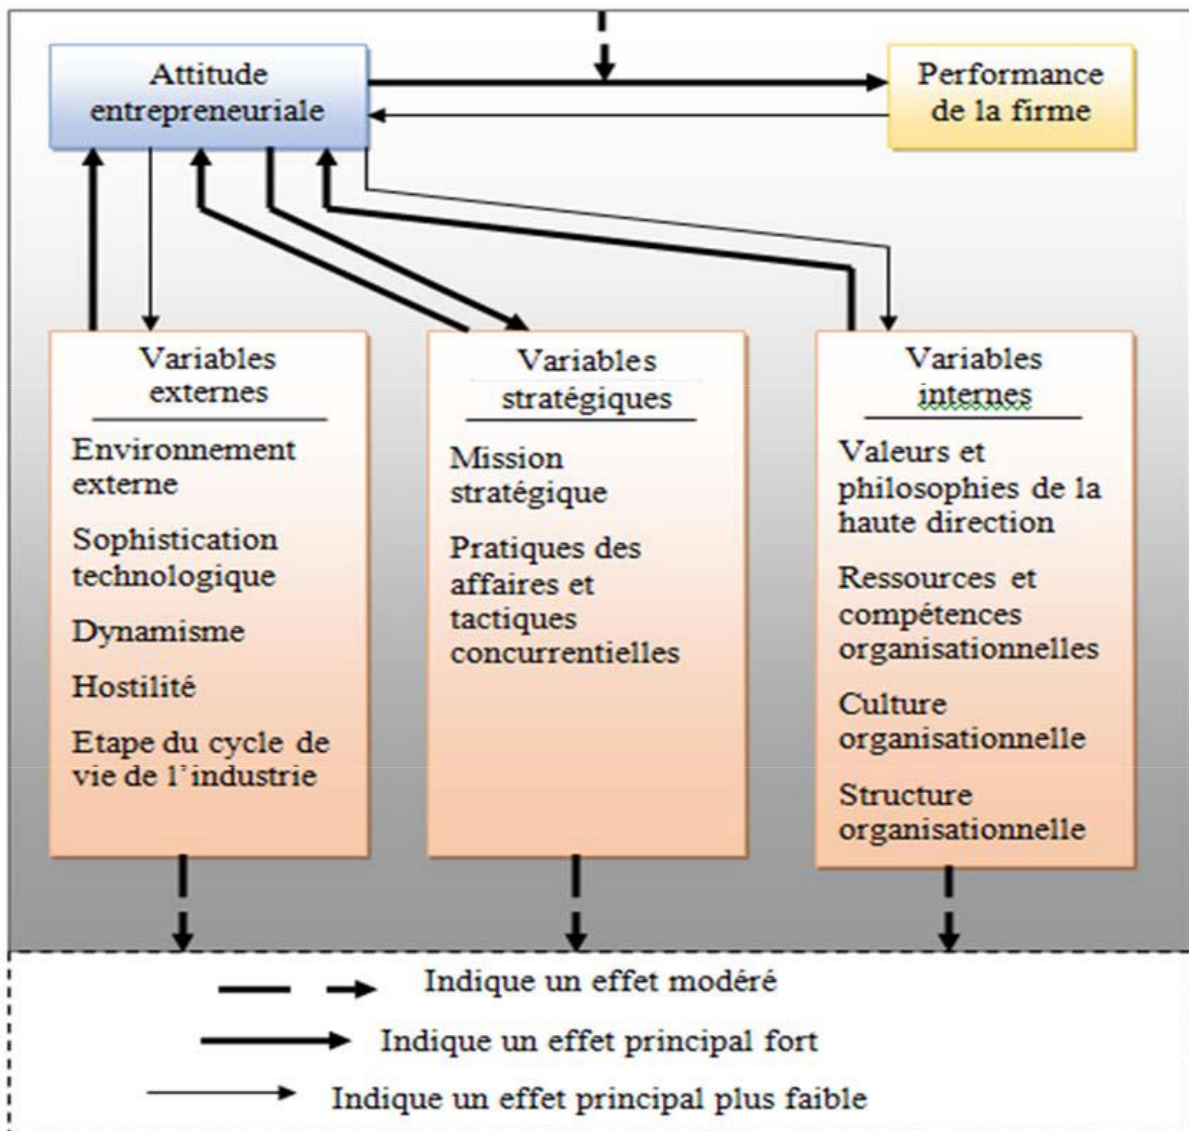 Attitude
entrepreneuriale
Performance
de la firme
Variables
externes
Environnement
externe
Sophistication
technologique
Dynamisme
Hostilité
Etape du cycle de
vie de l'industrie
Variables
stratégiques
Mission
stratégique
Pratiques des
affaires et
tactiques
concurrentielles
Variables
internes
Valeurs et
philosophies de la
haute direction
Ressources et
compétences
organisationnelles
Culture
organisationnelle
Structure
organisationnelle
Indique un effet modéré
Indique un effet principal fort
Indique un effet principal plus faible